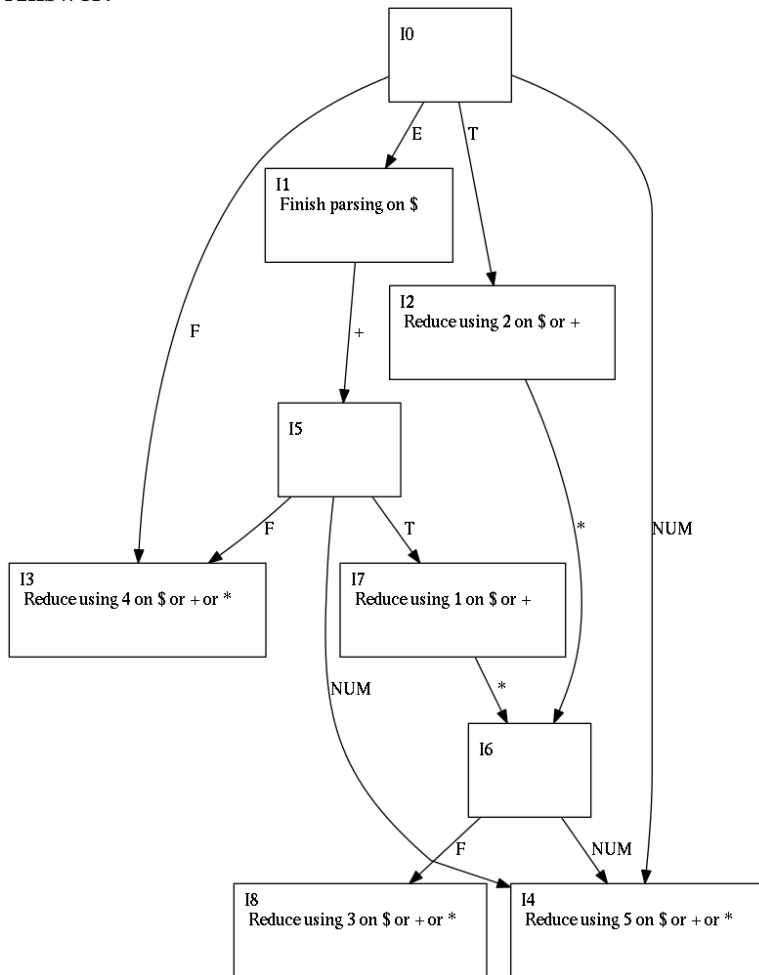 I0
E
T
I1
Finish parsing on $
I2
Reduce using 2 on $ or +
F
+
I5
*
NUM
F
T
I3
Reduce using 4 on $ or + or *
I7
Reduce using 1 on $ or +
NUM
*
I6
F
NUM
I8
Reduce using 3 on $ or + or *
I4
Reduce using 5 on $ or + or *